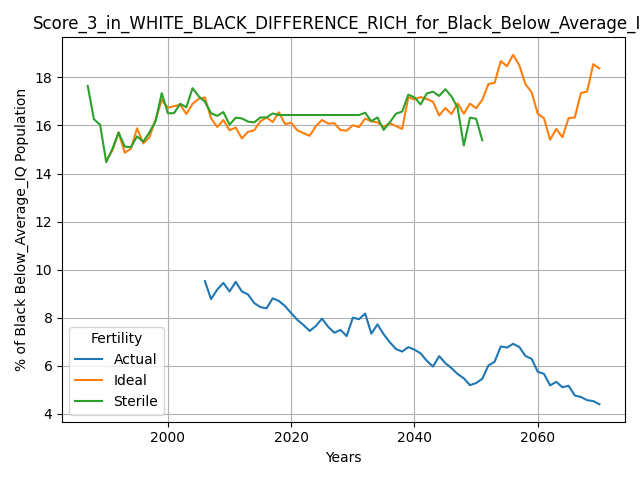 Score_3_in_WHITE_BLACK_DIFFERENCE_RICH_for_Black_Below_Average_I
% of Black Below_Average_IQ Population
18
16
14
12
10
8
6
4
Fertility
Actual
Ideal
Sterile
2000 2020 2040 2060
Years